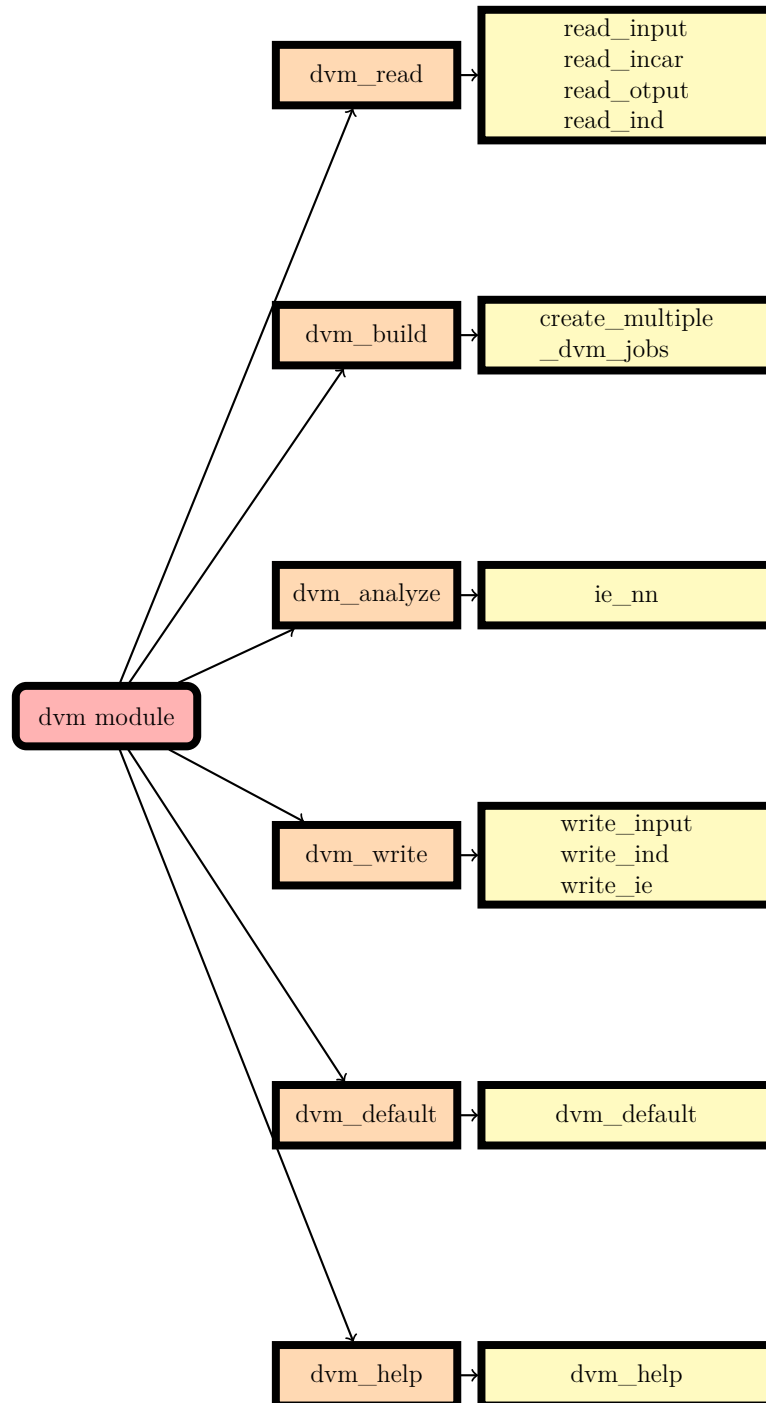 dvm_read
read_input
read_incar
read_otput
read_ind
dvm_build
create_multiple
_dvm_jobs
dvm_analyze
ie_nn
dvm module
dvm_write
write_input
write_ind
write_ie
dvm_default
dvm_default
dvm_help
dvm_help